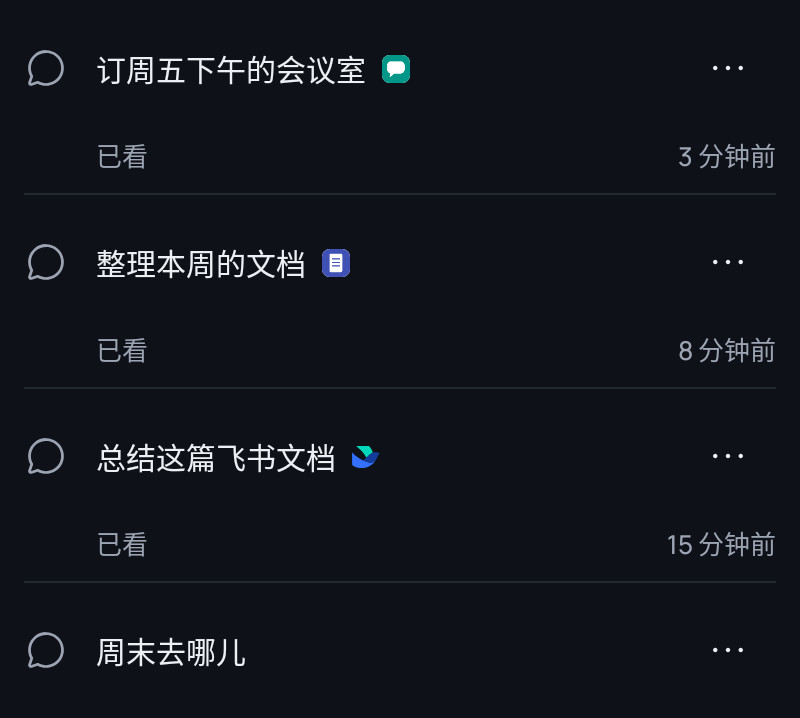 订周五下午的会议室
已看 3 分钟前
整理本周的文档
已看 8 分钟前
总结这篇飞书文档
已看 15 分钟前
周末去哪儿